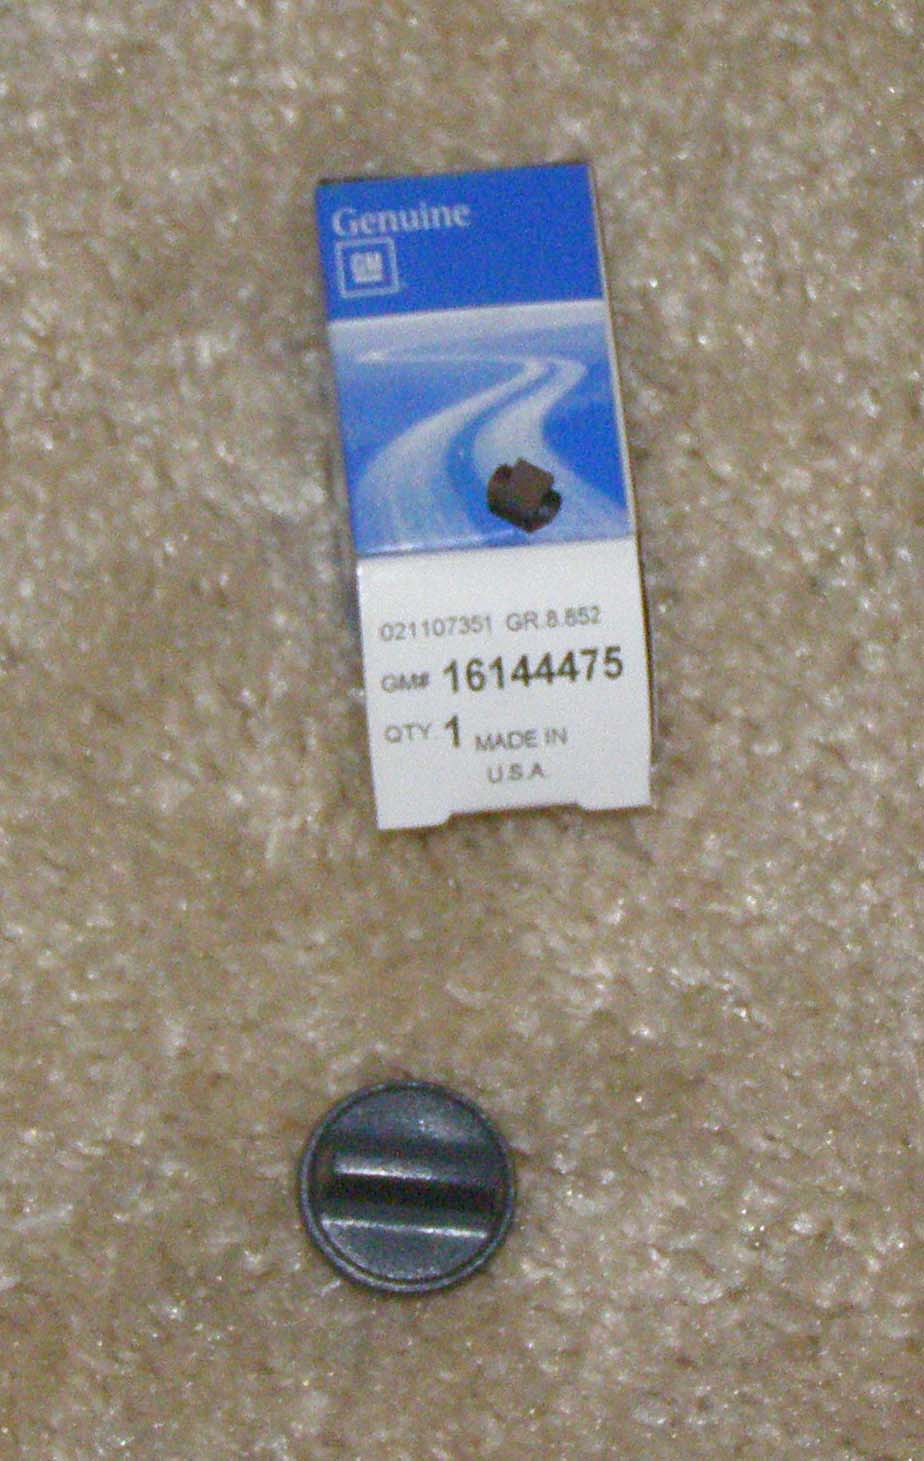 Genuine
GM
021107351 GR.8.852
GM# 16144475
QTY 1 MADE IN
U.S.A.